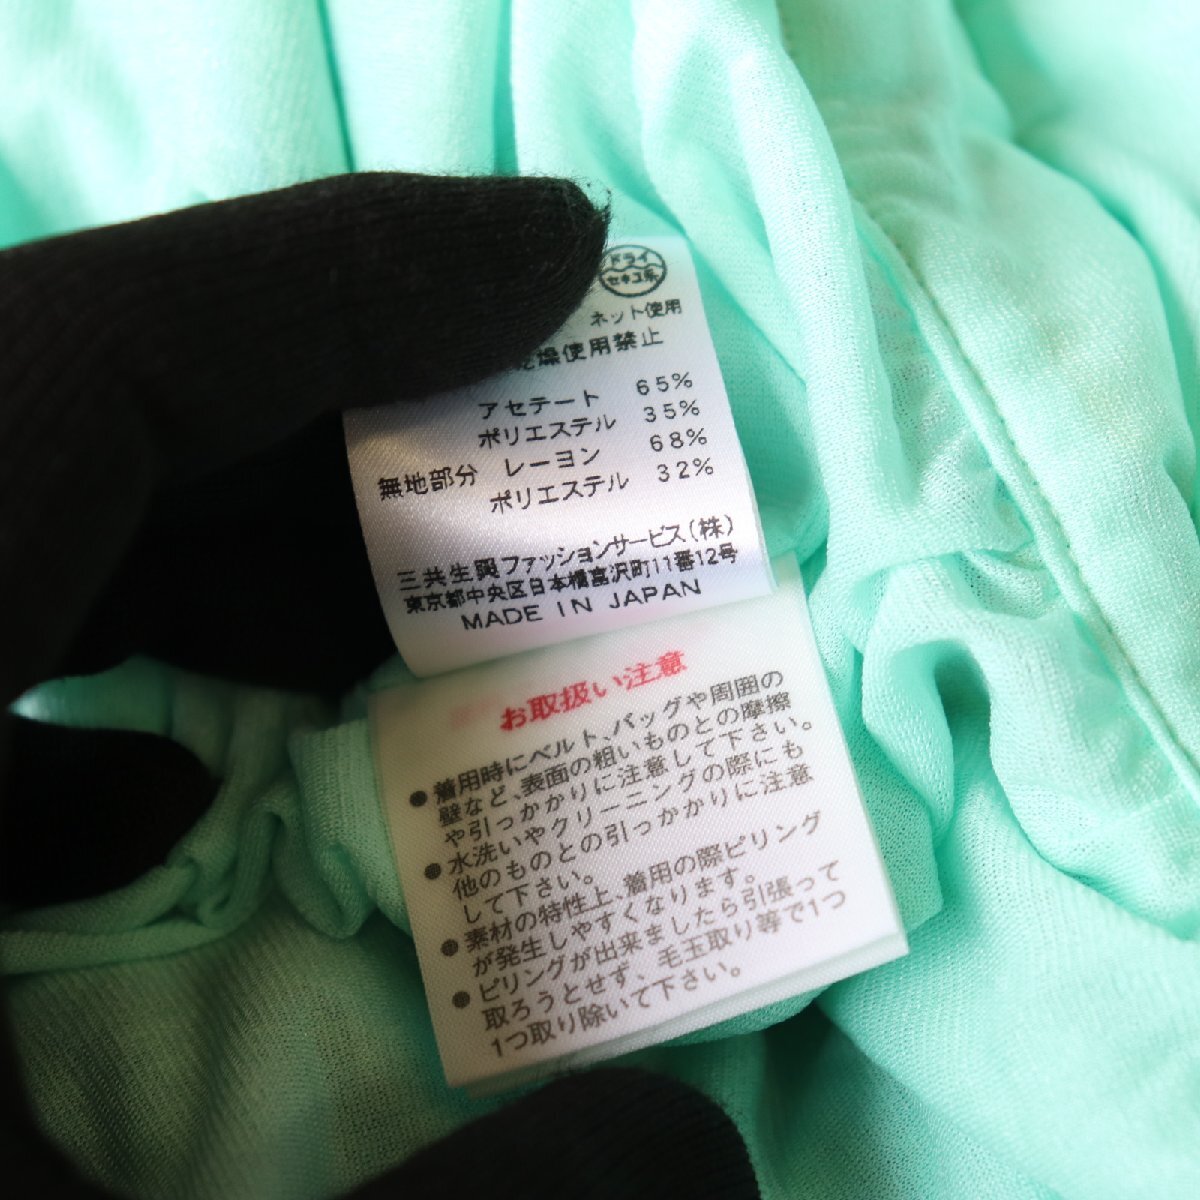 ドライ
セキユ系
ネット使用
乾燥使用禁止
アセテート 65%
ポリエステル 35%
無地部分 レーヨン 68%
ポリエステル 32%
三共生興ファッションサービス(株)
東京都中央区日本橋富沢町11番12号
MADE IN JAPAN
お取扱い注意
● 着用時にベルト、バッグや周囲の
壁など、表面の粗いものとの摩擦
や引っかかりに注意して下さい。
● 水洗いやクリーニングの際にも
他のものとの引っかかりに注意
して下さい。
● 素材の特性上、着用の際ピリング
が発生しやすくなります。
● ピリングが出来ましたら引張って
取ろうとせず、毛玉取り等で1つ
1つ取り除いて下さい。